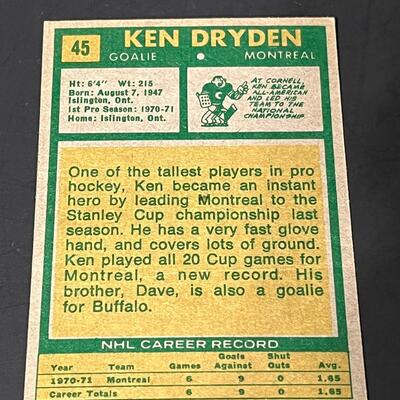 45
KEN DRYDEN
GOALIE MONTREAL
Ht: 6'4" Wt: 215
Born: August 7, 1947
Islington, Ont.
1st Pro Season: 1970-71
Home: Islington, Ont.
AT CORNELL,
KEN BECAME
ALL-AMERICAN
AND LED HIS
TEAM TO THE
NATIONAL
CHAMPIONSHIP.
C
One of the tallest players in pro
hockey, Ken became an instant
hero by leading Montreal to the
Stanley Cup championship last
season. He has a very fast glove
hand, and covers lots of ground.
Ken played all 20 Cup games for
Montreal, a new record. His
brother, Dave, is also a goalie
for Buffalo.
NHL CAREER RECORD
Year Team Games Goals Against Shut Outs Avg.
1970-71 Montreal 6 9 0 1.65
Career Totals 6 9 0 1.65